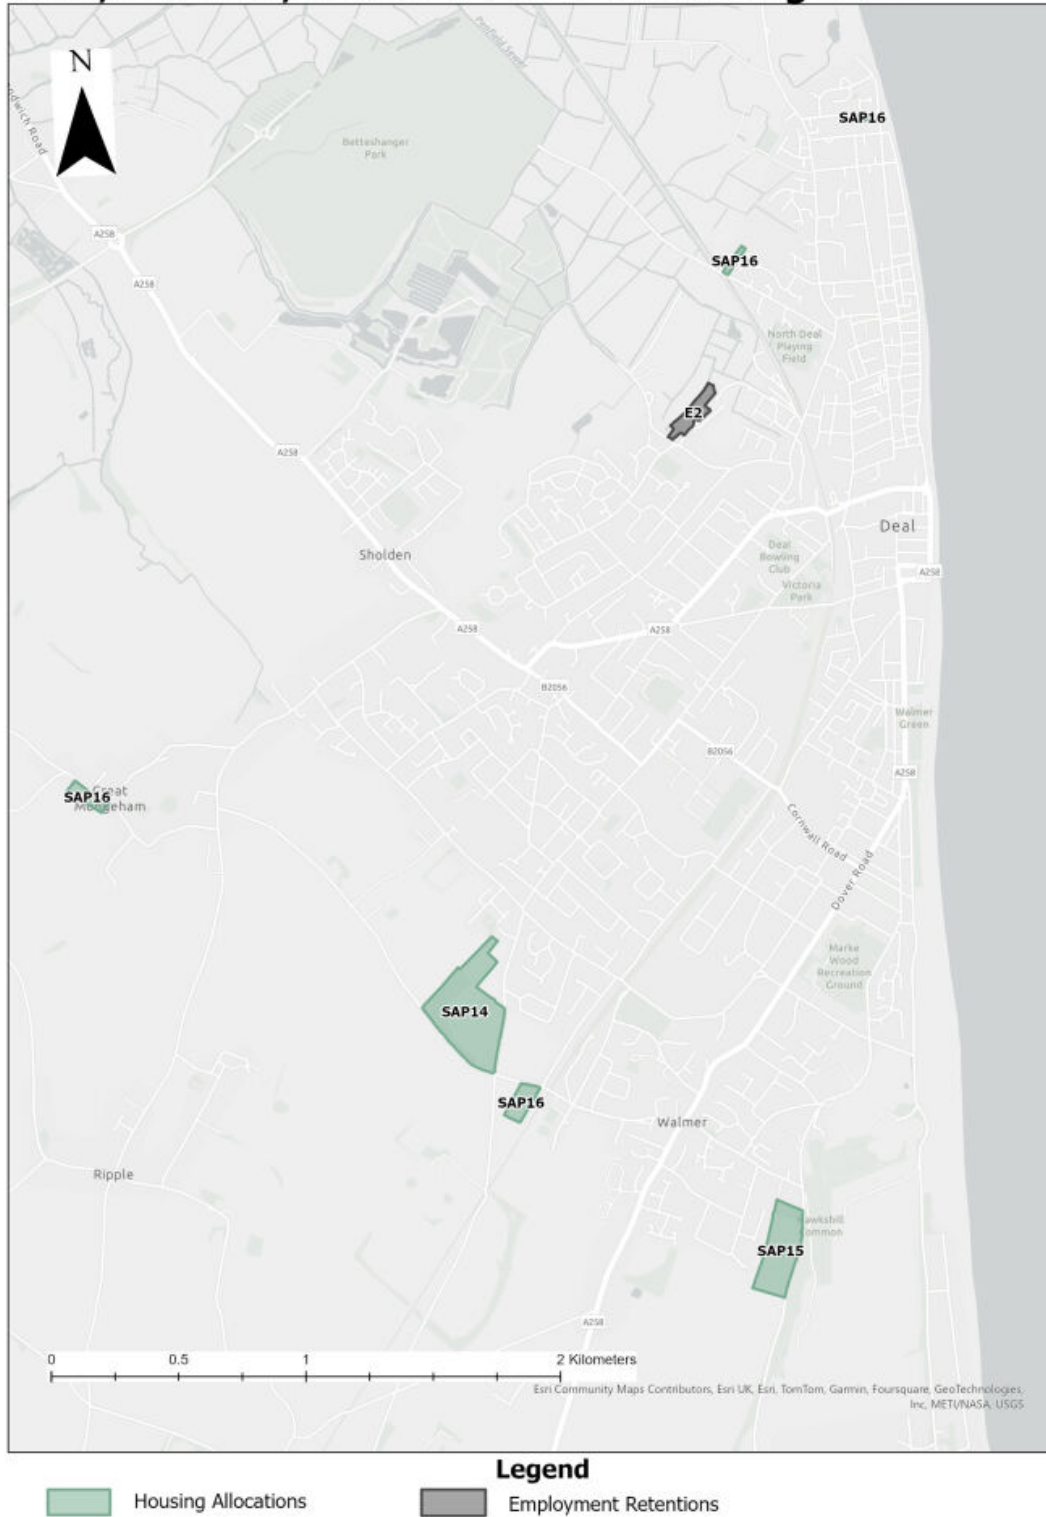 N
Betteshanger
Park
SAP16
A258
SAP16
A258
North Deal
Playing
Field
E2
A258
Deal
Sholden
Deal
Bowling
Club
Victoria
Park
A258
A258
A258
B2056
Walmer
Green
B2056
A258
SAP16
Great
Cornwall Road
Dover Road
Marke
Wood
Recreation
Ground
SAP14
SAP16
Walmer
Ripple
SAP15
A258
0 0.5 1 2 Kilometers
Esri Community Maps Contributors, Esri UK, Esri, TomTom, Garmin, Foursquare, GeoTechnologies,
Inc, METI/NASA, USGS
Legend
Housing Allocations
Employment Retentions